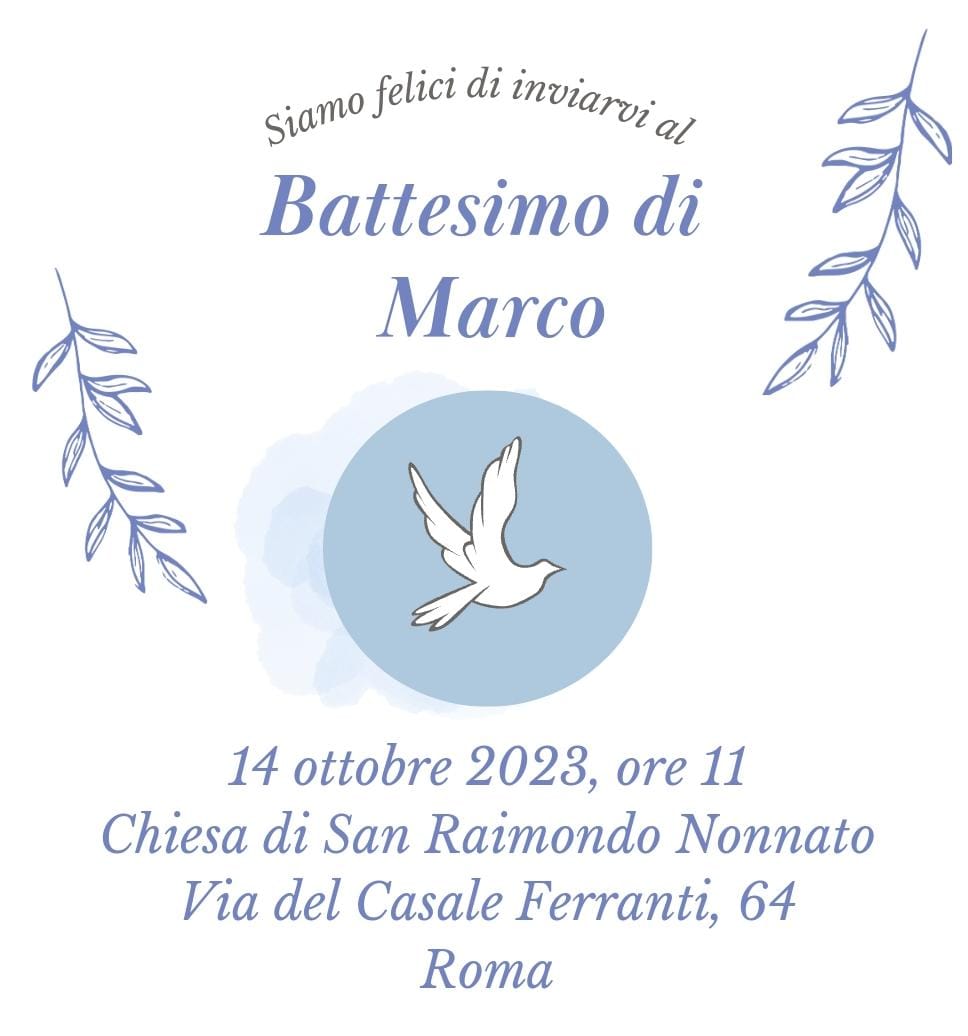 Siamo felici di inviarvi al
Battesimo di
Marco
14 ottobre 2023, ore 11
Chiesa di San Raimondo Nonnato
Via del Casale Ferranti, 64
Roma